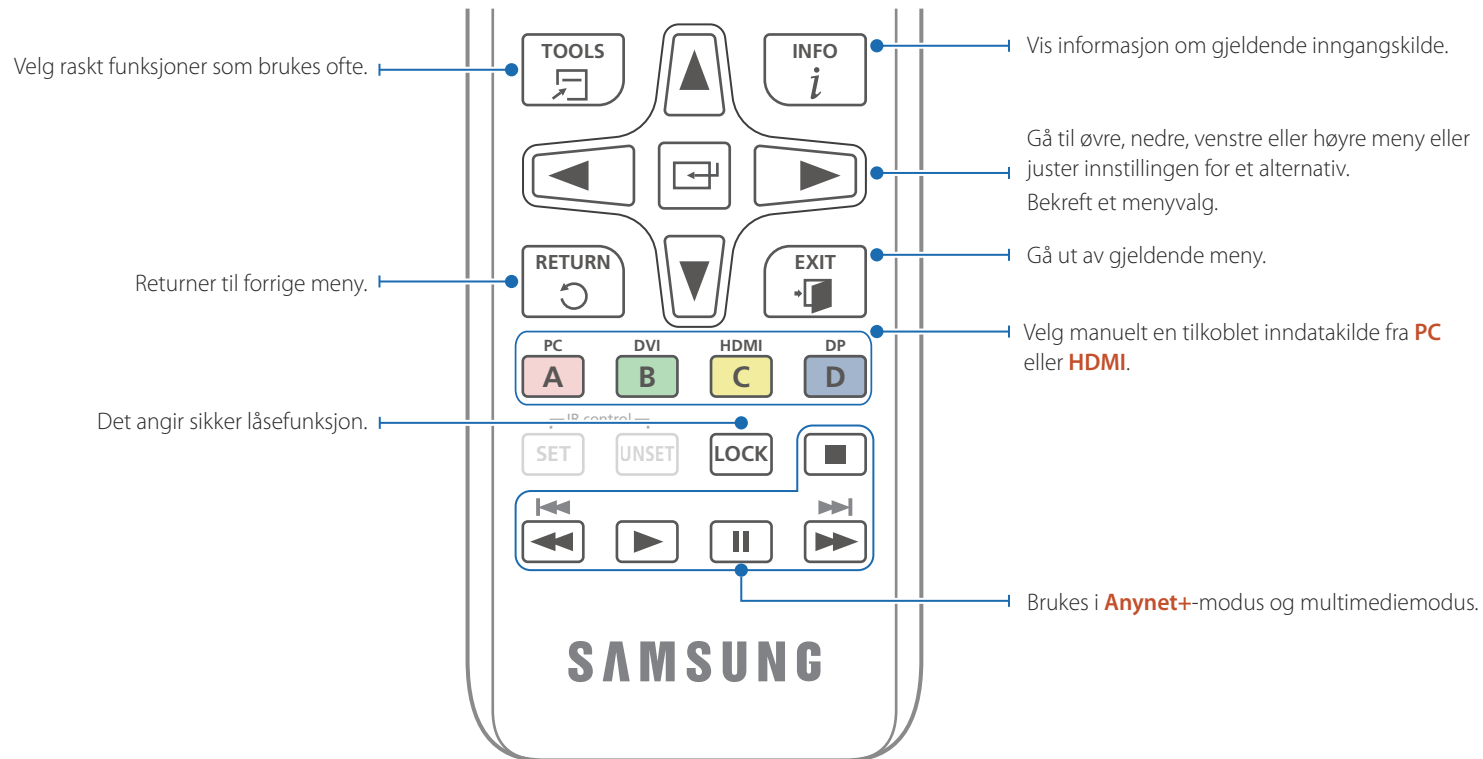 TOOLS
INFO
i
Velg raskt funksjoner som brukes ofte.
Vis informasjon om gjeldende inngangskilde.
Gå til øvre, nedre, venstre eller høyre meny eller
juster innstillingen for et alternativ.
Bekreft et menyvalg.
RETURN
EXIT
Returner til forrige meny.
Gå ut av gjeldende meny.
Velg manuelt en tilkoblet inndatakilde fra PC
eller HDMI.
PC DVI HDMI DP
A B C D
Det angir sikker låsefunksjon.
IR control
SET UNSET LOCK
Brukes i Anynet+-modus og multimediemodus.
SAMSUNG